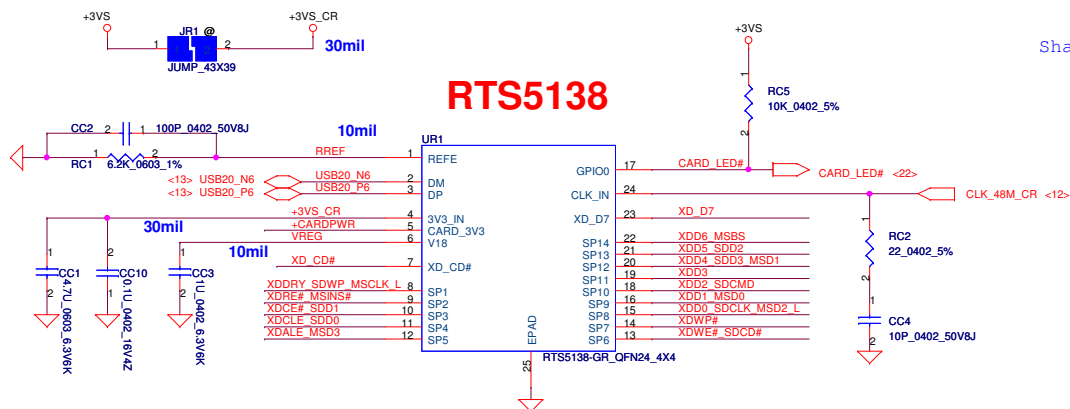 +3VS
+3VS_CR
JR1 @
1
2
30mil
JUMP_43X39
+3VS
Sha
RTS5138
1
RC5
10K_0402_5%
2
CC2
2
1
100P_0402_50V8J
10mil
UR1
1
2
RREF
RC1
6.2K_0603_1%
1
REFE
<13> USB20_N6
USB20_N6
2
DM
<13> USB20_P6
USB20_P6
3
DP
GPIO0
17
CARD_LED#
CARD_LED# <22>
CLK_IN
24
CLK_48M_CR <12>
+3VS_CR
4
3V3_IN
30mil
+CARDPWR
5
CARD_3V3
VREG
6
V18
10mil
XD_D7
23
XD_D7
XD_CD#
7
XD_CD#
SP14
22
XDD6_MSBS
SP13
21
XDD5_SDD2
SP12
20
XDD4_SDD3_MSD1
SP11
19
XDD3
SP10
18
XDD2_SDCMD
SP9
16
XDD1_MSD0
SP8
15
XDD0_SDCLK_MSD2_L
SP7
14
XDWP#
SP6
13
XDWE#_SDCD#
XDDRY_SDWP_MSCLK_L
8
SP1
XDRE#_MSINS#
9
SP2
XDCE#_SDD1
10
SP3
XDCLE_SDD0
11
SP4
XDALE_MSD3
12
SP5
1
CC1
2
4.7U_0603_6.3V6K
2
CC10
1
0.1U_0402_16V4Z
1
CC3
2
1U_0402_6.3V6K
1
RC2
22_0402_5%
2
1
CC4
10P_0402_50V8J
2
EPAD
25
RTS5138-GR_QFN24_4X4